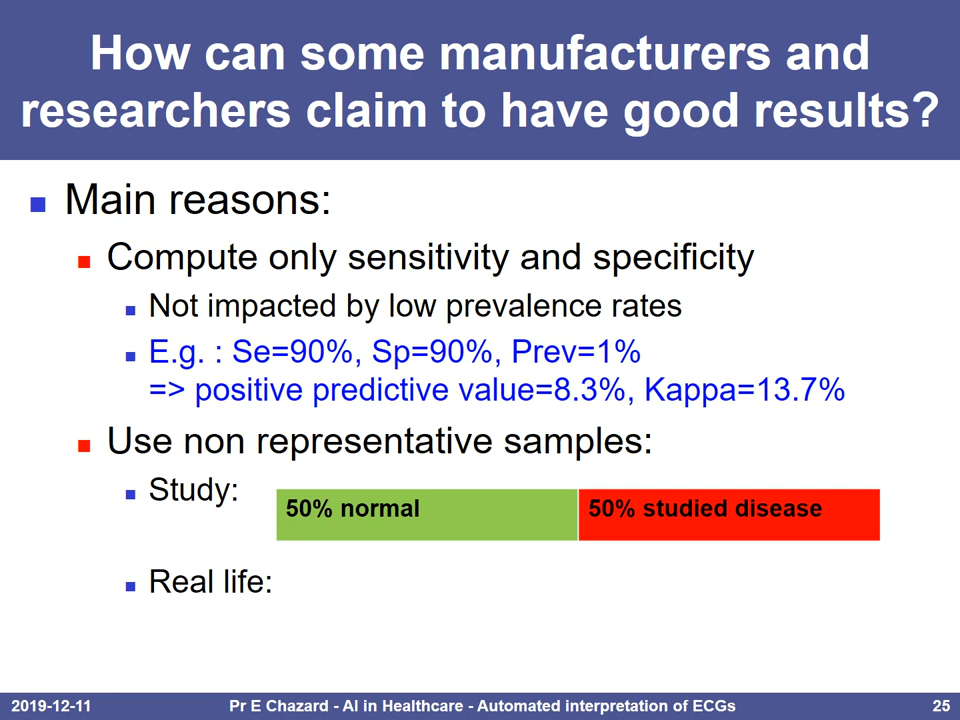 How can some manufacturers and
researchers claim to have good results?
Main reasons:
Compute only sensitivity and specificity
Not impacted by low prevalence rates
E.g. : Se=90%, Sp=90%, Prev=1%
=> positive predictive value=8.3%, Kappa=13.7%
Use non representative samples:
Study:
50% normal
50% studied disease
Real life:
2019-12-11
Pr E Chazard - AI in Healthcare - Automated interpretation of ECGs
25